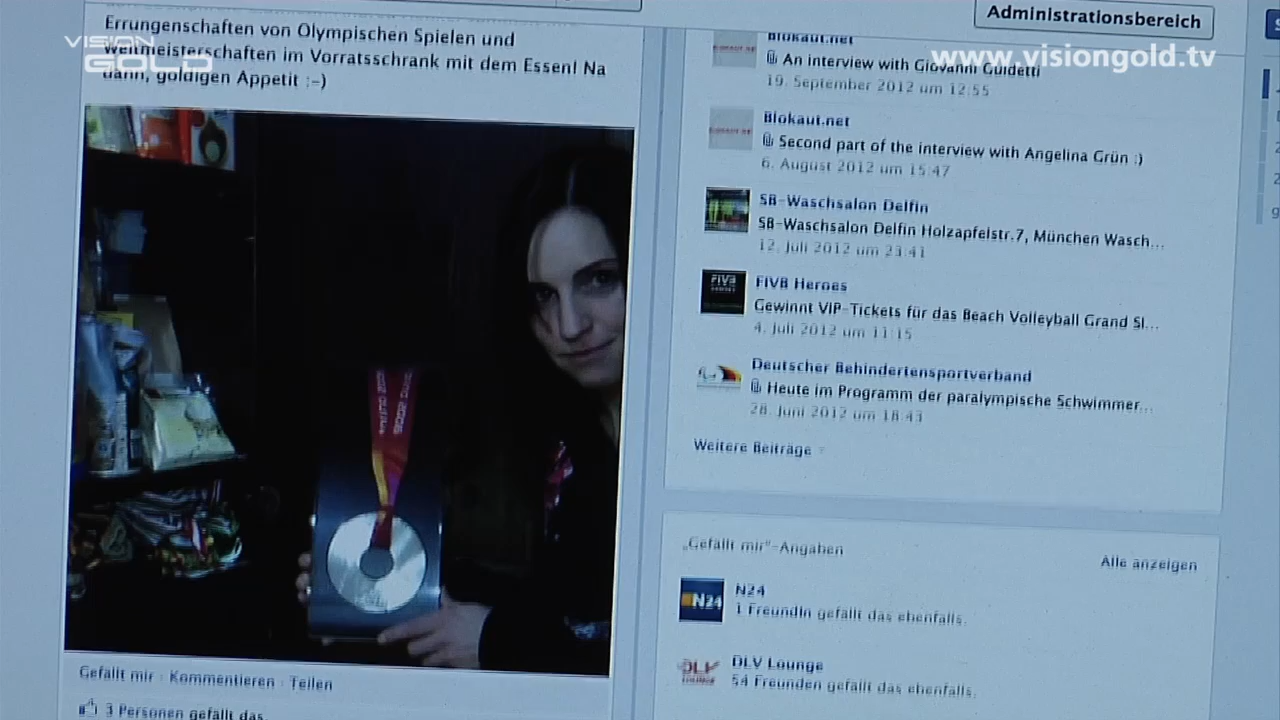 VISION
GOLD
www.visiongold.tv
Administrationsbereich
Errungenschaften von Olympischen Spielen und
Weltmeisterschaften im Vorratsschrank mit dem Essen! Na
dann, goldigen Appetit :-)
Gefällt mir · Kommentieren · Teilen
3 Personen gefällt das.
Blokaut.net
An interview with Giovanni Guidetti
19. September 2012 um 12:55
Blokaut.net
Second part of the interview with Angelina Grün :)
6. August 2012 um 15:47
SB-Waschsalon Delfin
SB-Waschsalon Delfin Holzapfelstr.7, München Wasch...
12. Juli 2012 um 23:41
FIVB
FIVB Heroes
Gewinnt VIP-Tickets für das Beach Volleyball Grand Sl...
4. Juli 2012 um 11:15
Deutscher Behindertensportverband
Heute im Programm der paralympische Schwimmer...
28. Juni 2012 um 18:43
Weitere Beiträge
„Gefällt mir“-Angaben
Alle anzeigen
N24
N24
1 FreundIn gefällt das ebenfalls.
DLV
DLV Lounge
54 Freunden gefällt das ebenfalls.